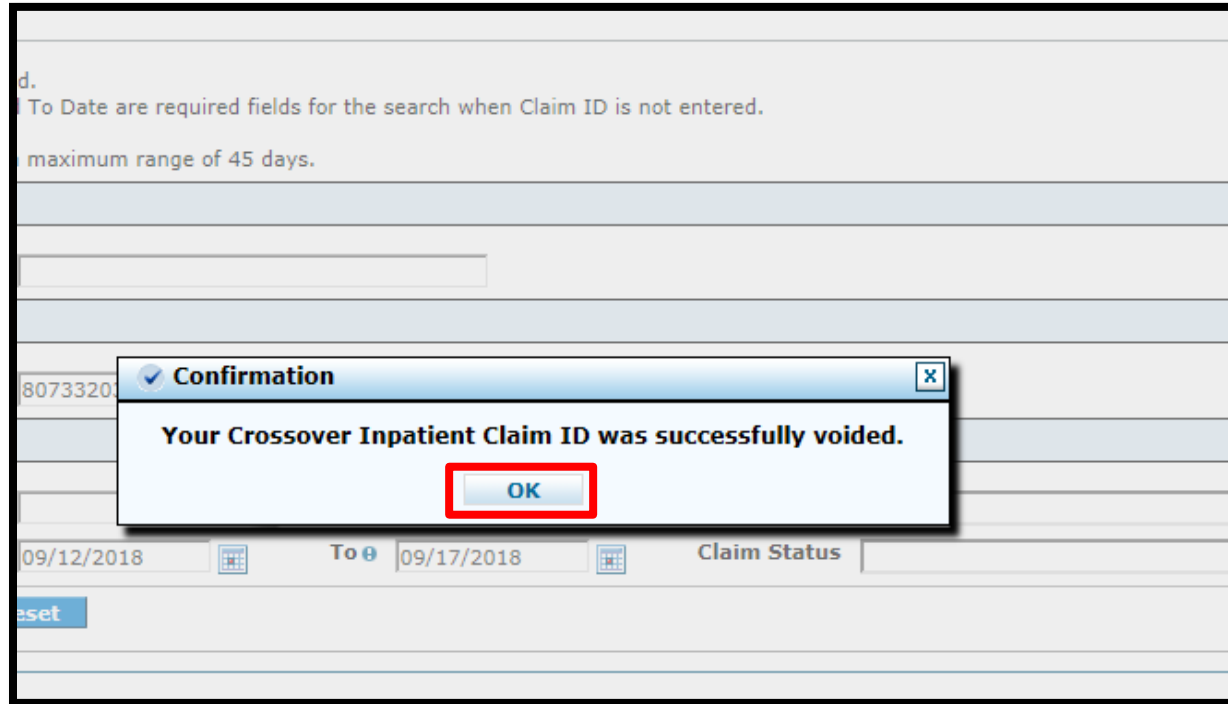 d.
To Date are required fields for the search when Claim ID is not entered.
maximum range of 45 days.
Confirmation X
8073320
Your Crossover Inpatient Claim ID was successfully voided.
OK
09/12/2018 To 09/17/2018 Claim Status
eset